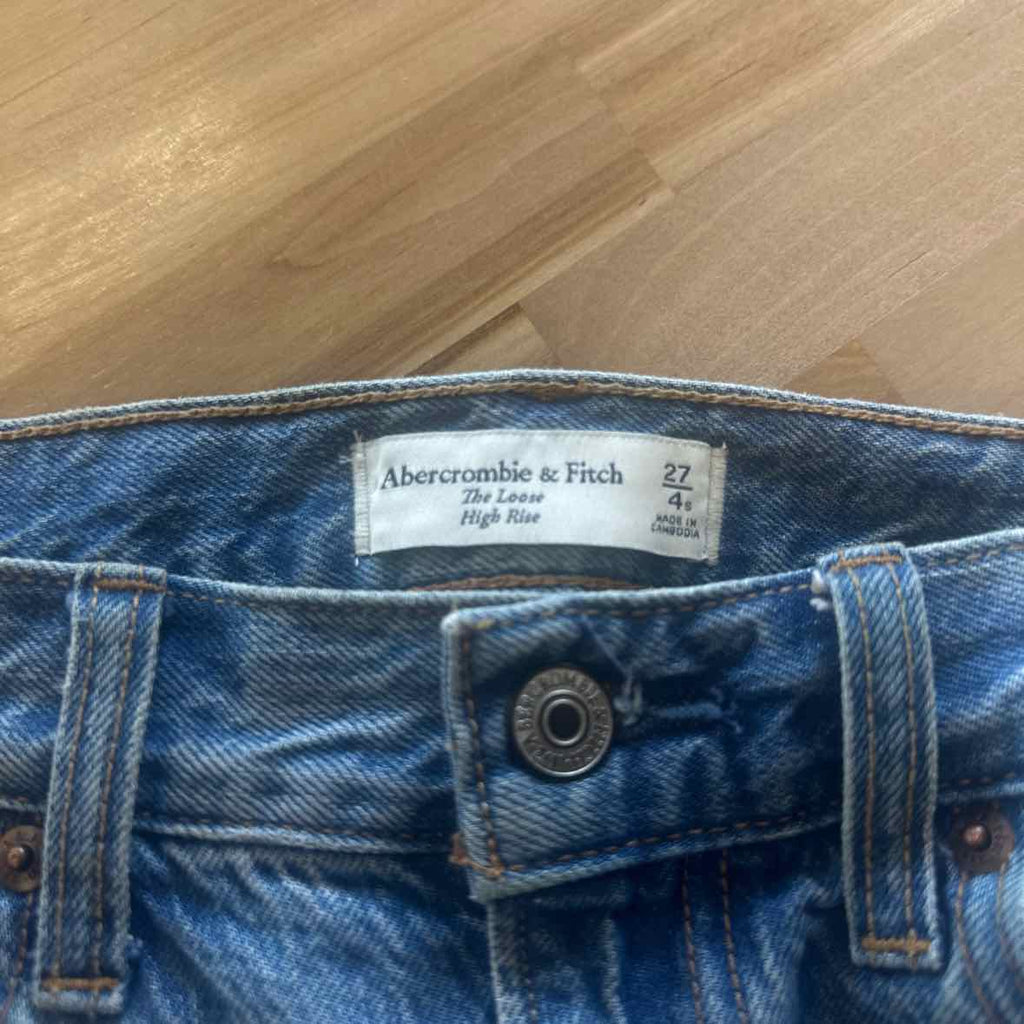 Abercrombie & Fitch
The Loose
High Rise
27
4s
MADE IN
CAMBODIA